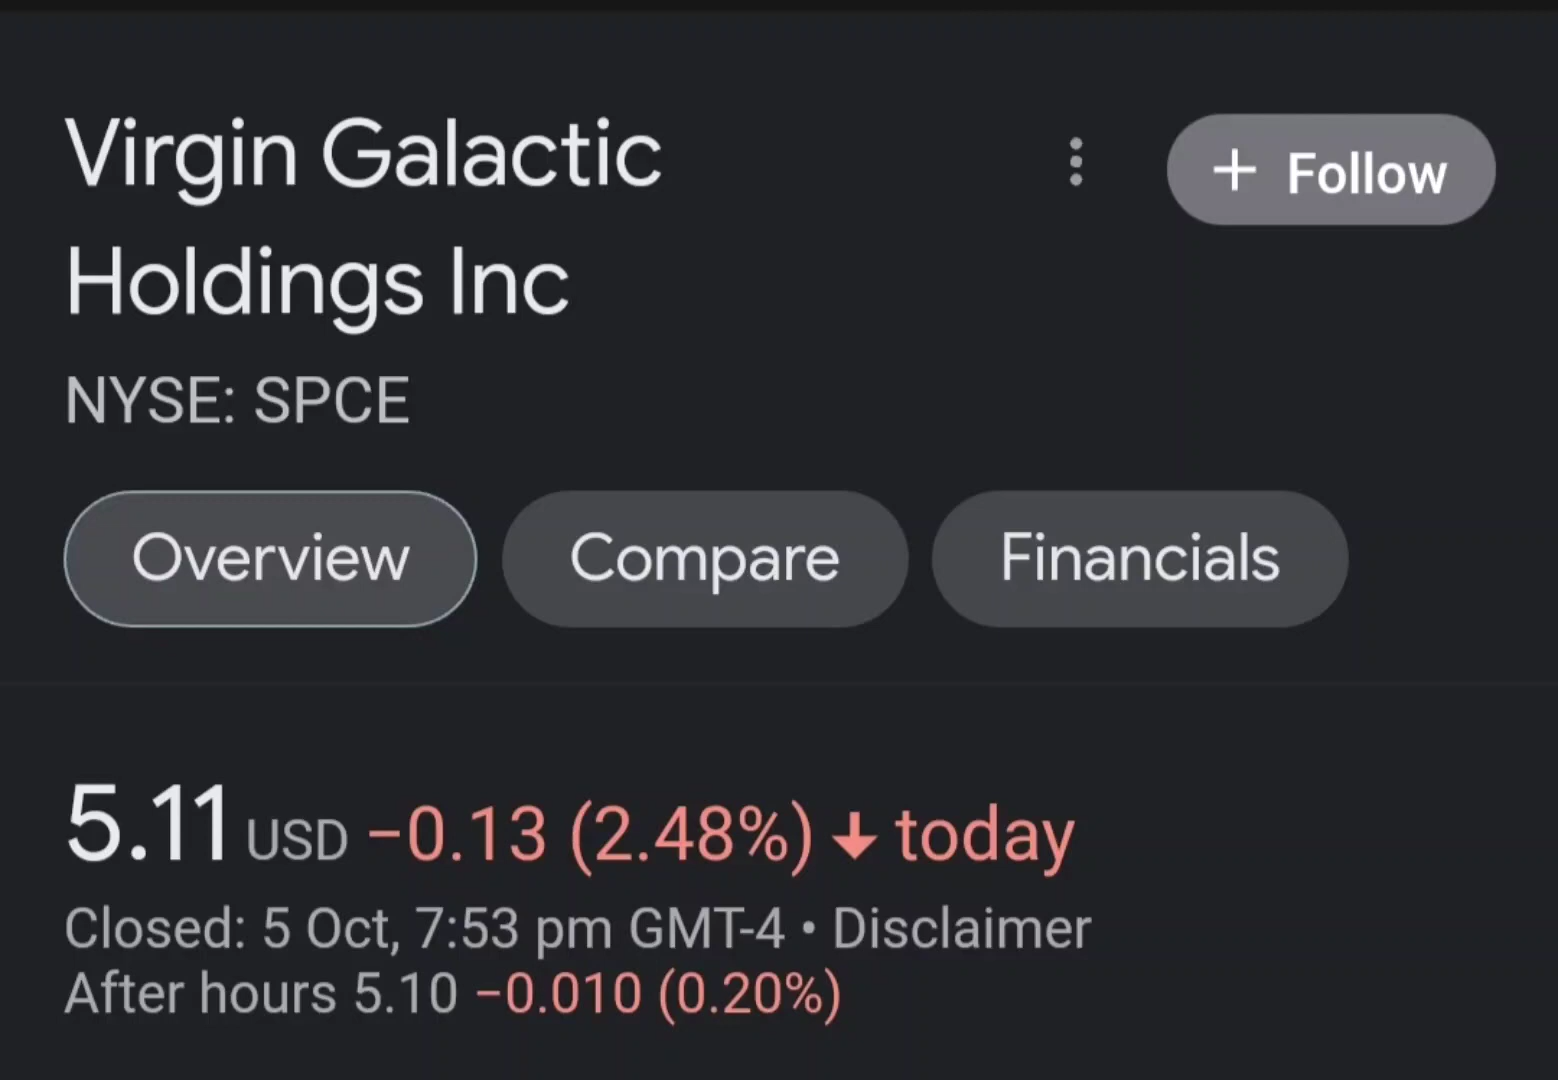 Virgin Galactic
Holdings Inc
+ Follow
NYSE: SPCE
Overview Compare Financials
5.11 USD −0.13 (2.48%) ↓ today
Closed: 5 Oct, 7:53 pm GMT-4 • Disclaimer
After hours 5.10 −0.010 (0.20%)